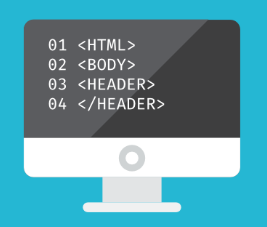 01 <HTML>
02 <BODY>
03 <HEADER>
04 </HEADER>